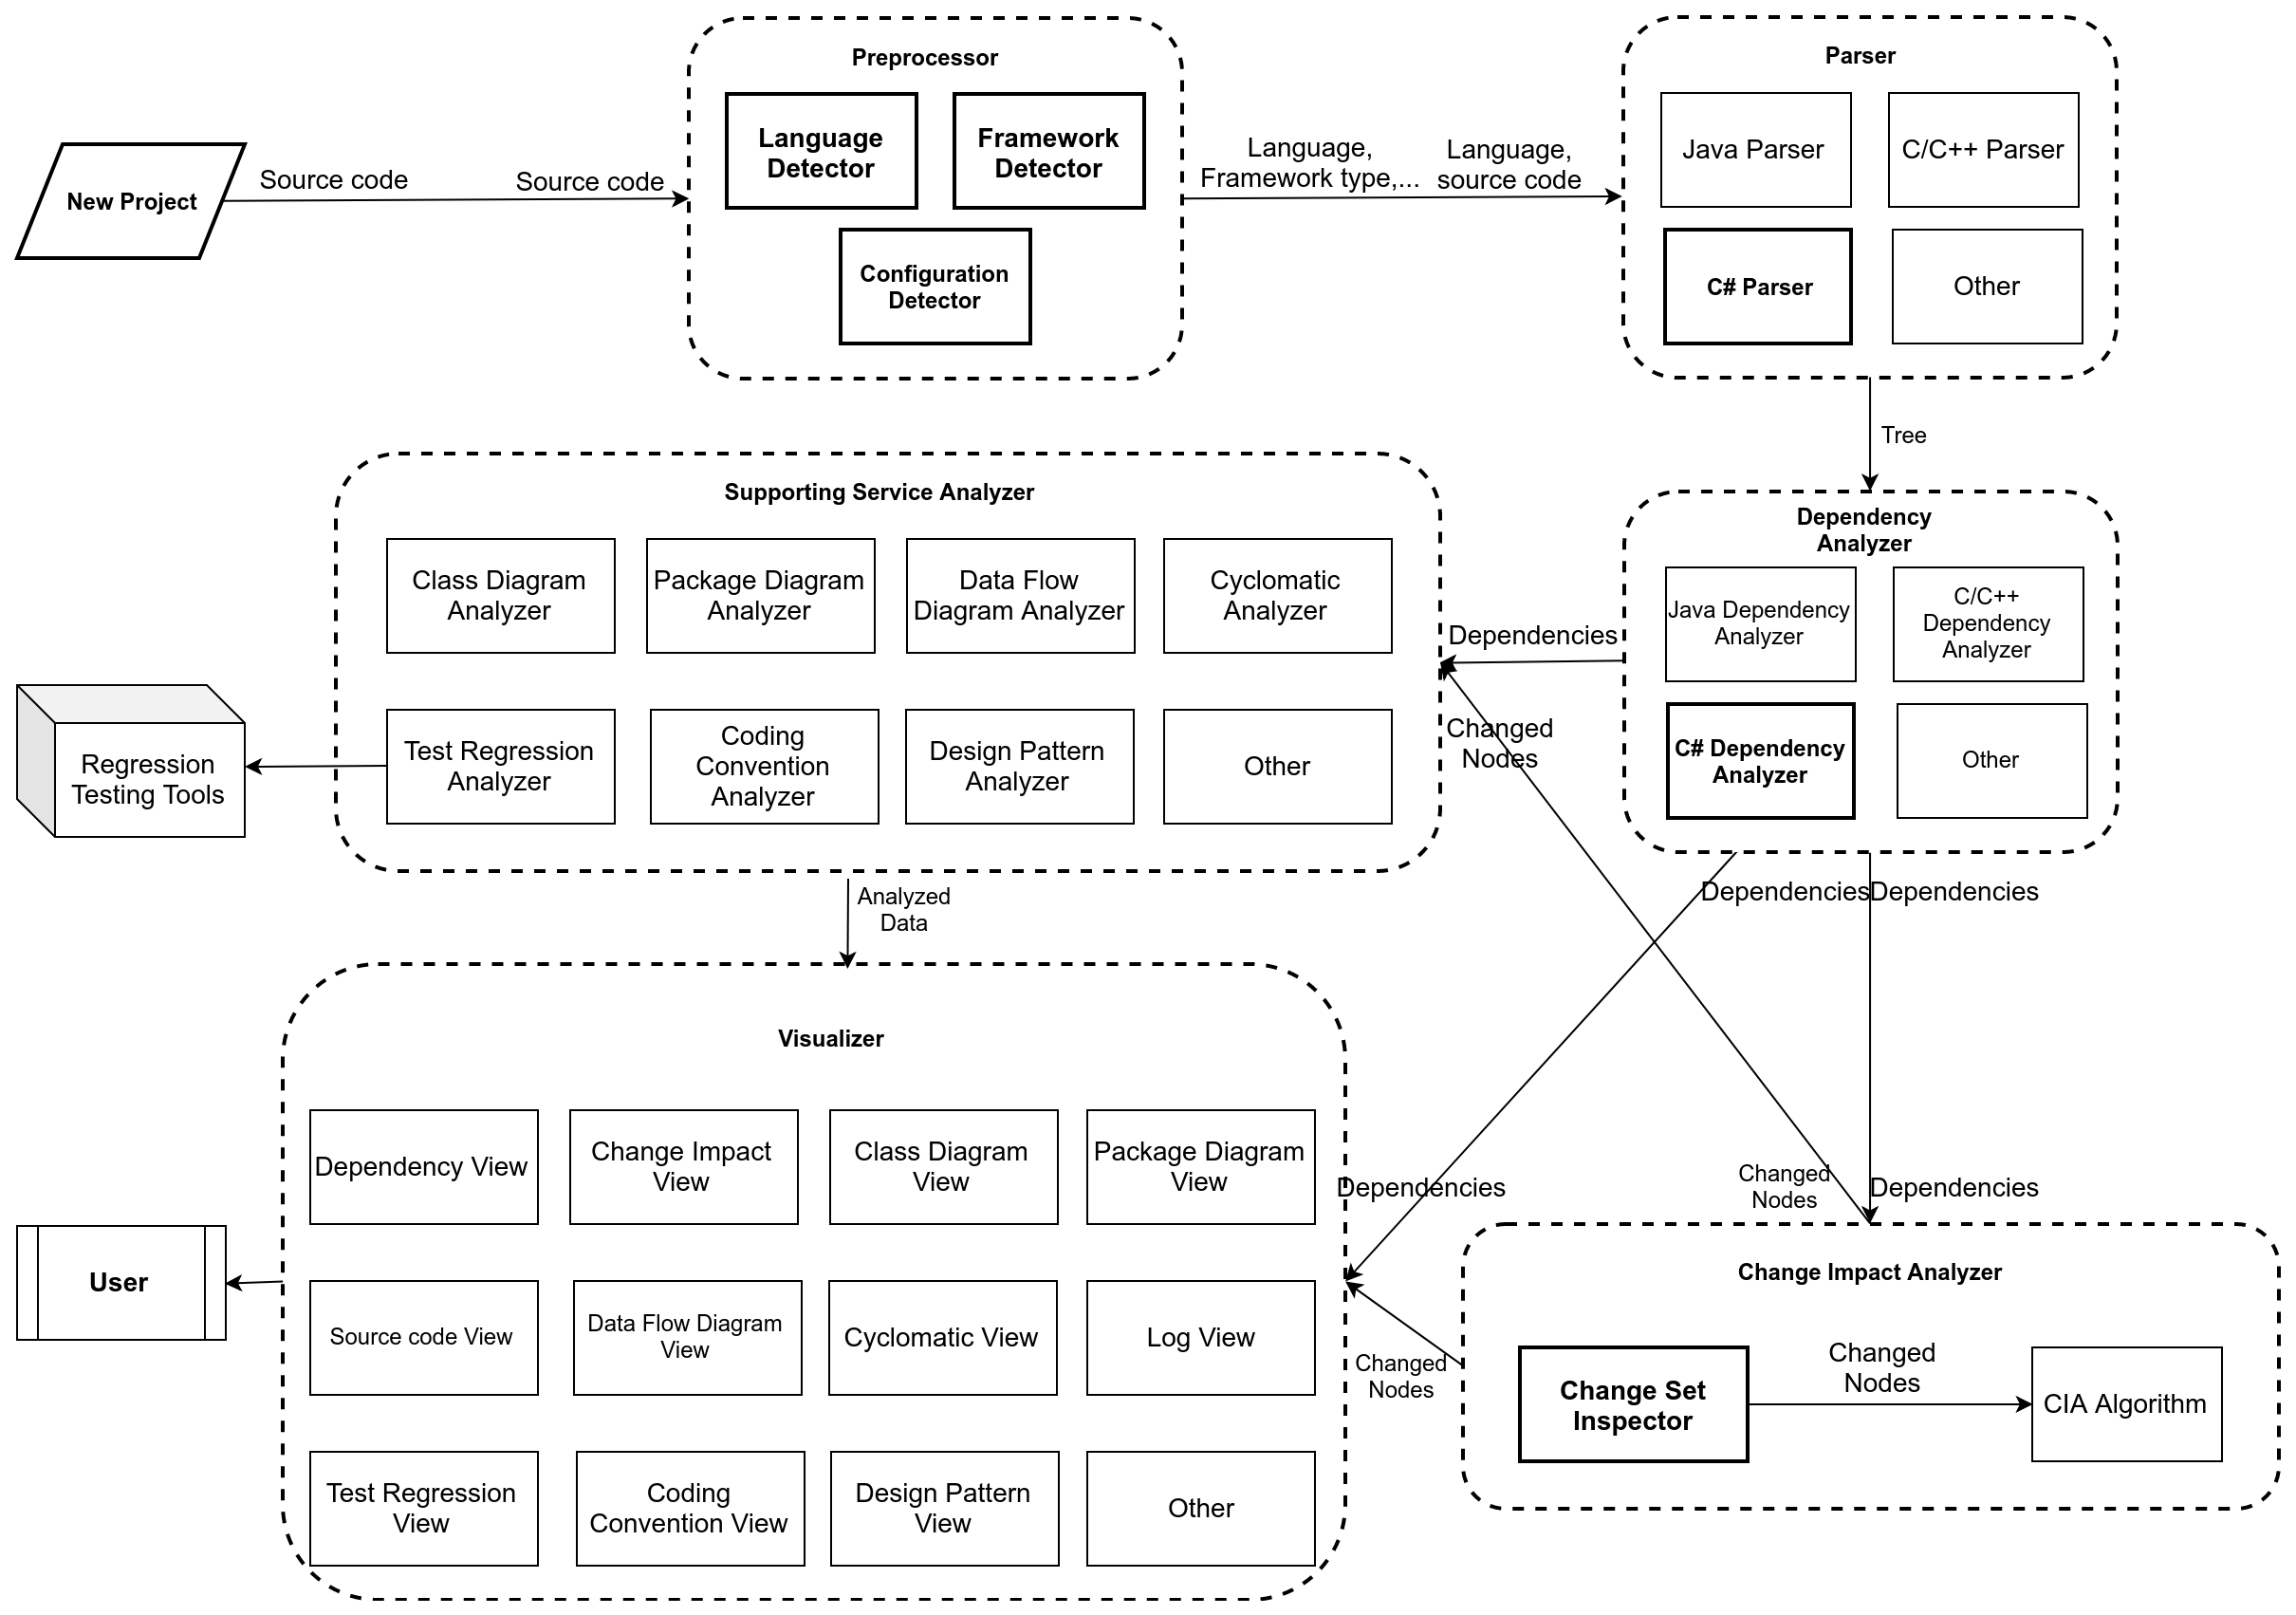 Preprocessor
Language
Detector
Framework
Detector
Configuration
Detector
New Project
Source code
Source code
Language,
Framework type,...
Language,
source code
Parser
Java Parser
C/C++ Parser
C# Parser
Other
Tree
Supporting Service Analyzer
Class Diagram
Analyzer
Package Diagram
Analyzer
Data Flow
Diagram Analyzer
Cyclomatic
Analyzer
Test Regression
Analyzer
Coding
Convention
Analyzer
Design Pattern
Analyzer
Other
Regression
Testing Tools
Dependencies
Changed
Nodes
Dependency
Analyzer
Java Dependency
Analyzer
C/C++
Dependency
Analyzer
C# Dependency
Analyzer
Other
Analyzed
Data
Dependencies
Dependencies
Visualizer
Dependency View
Change Impact
View
Class Diagram
View
Package Diagram
View
Source code View
Data Flow Diagram
View
Cyclomatic View
Log View
Test Regression
View
Coding
Convention View
Design Pattern
View
Other
User
Dependencies
Changed
Nodes
Dependencies
Changed
Nodes
Change Impact Analyzer
Change Set
Inspector
Changed
Nodes
CIA Algorithm